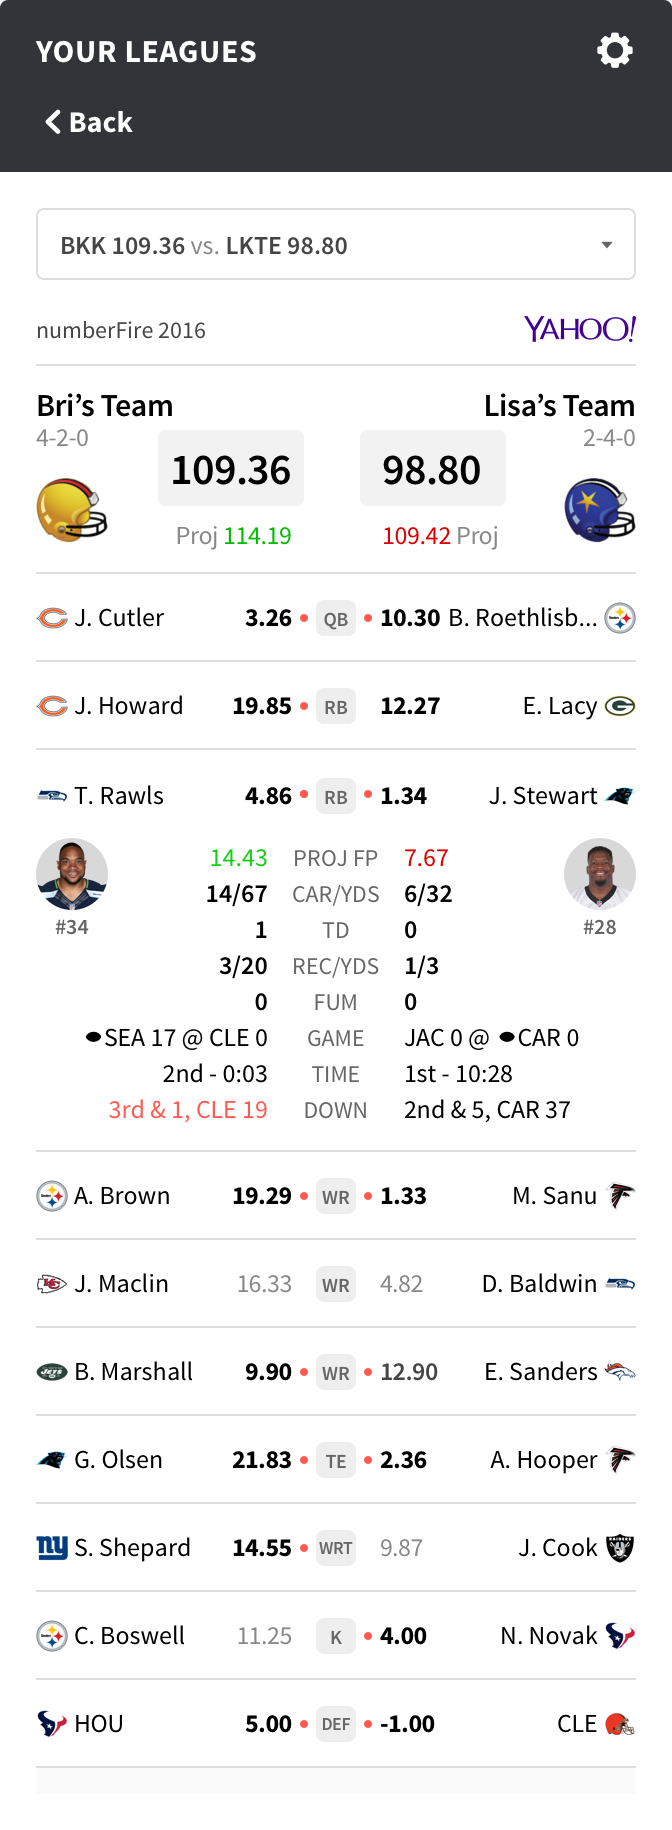 YOUR LEAGUES
Back
BKK 109.36 vs. LKTE 98.80
numberFire 2016 YAHOO!
Bri's Team Lisa's Team
4-2-0 109.36 98.80 2-4-0
Proj 114.19 109.42 Proj
J. Cutler 3.26 QB 10.30 B. Roethlisb...
J. Howard 19.85 RB 12.27 E. Lacy
T. Rawls 4.86 RB 1.34 J. Stewart
14.43 PROJ FP 7.67
14/67 CAR/YDS 6/32
#34 1 TD 0 #28
3/20 REC/YDS 1/3
0 FUM 0
SEA 17 @ CLE 0 GAME JAC 0 @ CAR 0
2nd - 0:03 TIME 1st - 10:28
3rd & 1, CLE 19 DOWN 2nd & 5, CAR 37
A. Brown 19.29 WR 1.33 M. Sanu
J. Maclin 16.33 WR 4.82 D. Baldwin
JETS B. Marshall 9.90 WR 12.90 E. Sanders
G. Olsen 21.83 TE 2.36 A. Hooper
ny S. Shepard 14.55 WRT 9.87 J. Cook RAIDERS
C. Boswell 11.25 K 4.00 N. Novak
HOU 5.00 DEF -1.00 CLE